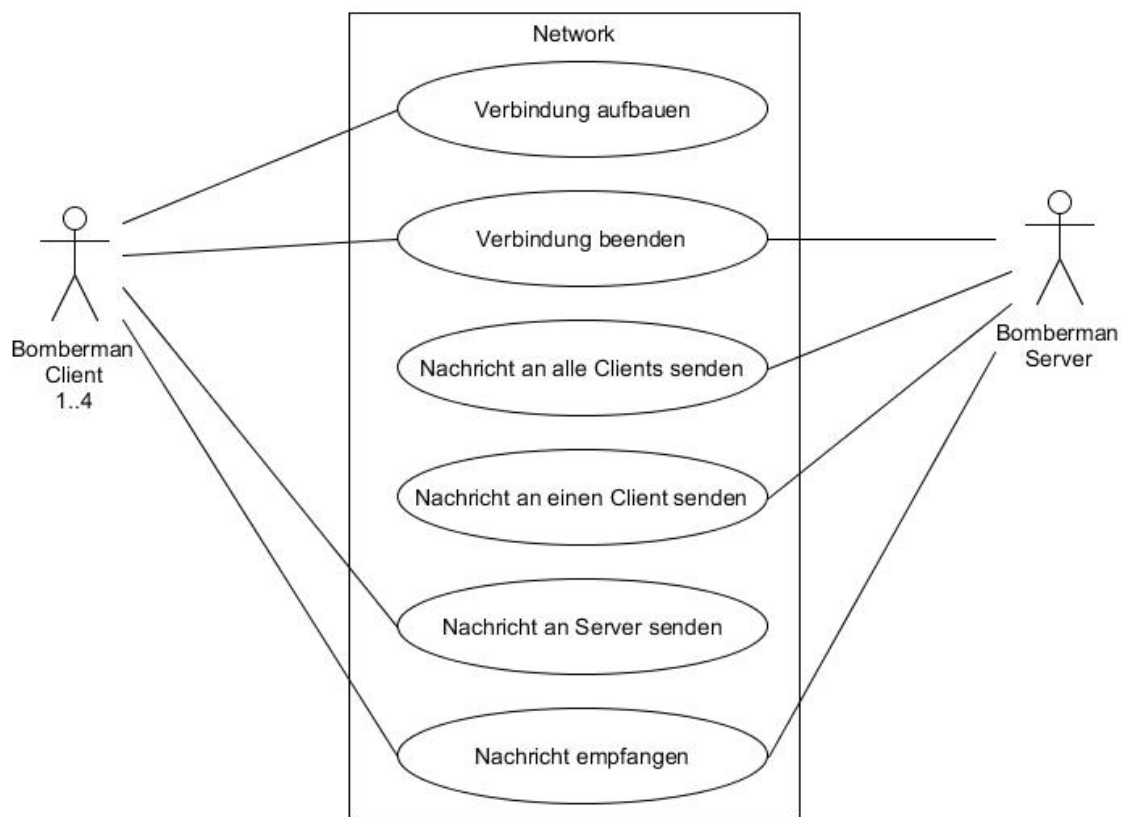 Network
Verbindung aufbauen
Verbindung beenden
Nachricht an alle Clients senden
Nachricht an einen Client senden
Nachricht an Server senden
Nachricht empfangen
Bomberman
Client
1..4
Bomberman
Server